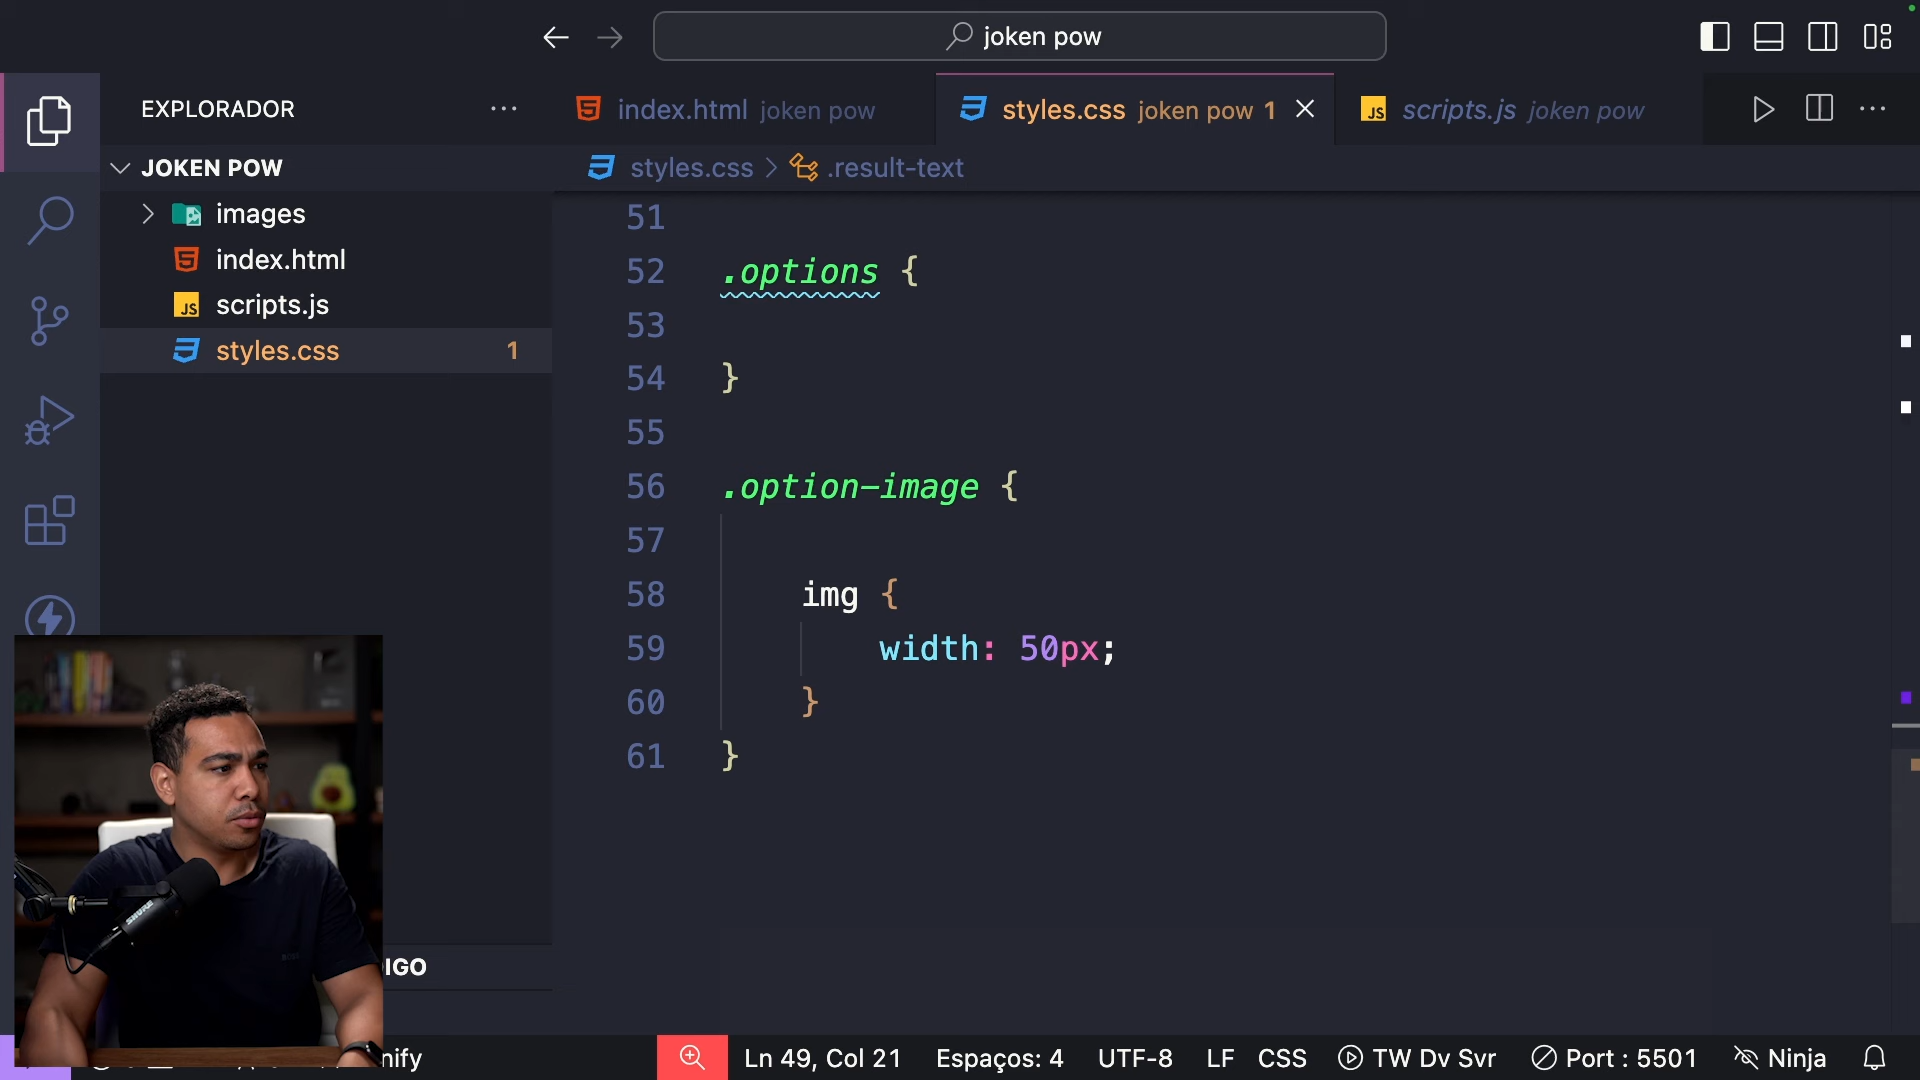 joken pow
EXPLORADOR
index.html joken pow
styles.css joken pow 1
scripts.js joken pow
JOKEN POW
styles.css > .result-text
images
index.html
scripts.js
styles.css 1
51
52 .options {
53
54 }
55
56 .option-image {
57
58 img {
59 width: 50px;
60 }
61 }
SHURE
IGO
nify
Ln 49, Col 21 Espaços: 4 UTF-8 LF CSS TW Dv Svr Port : 5501 Ninja